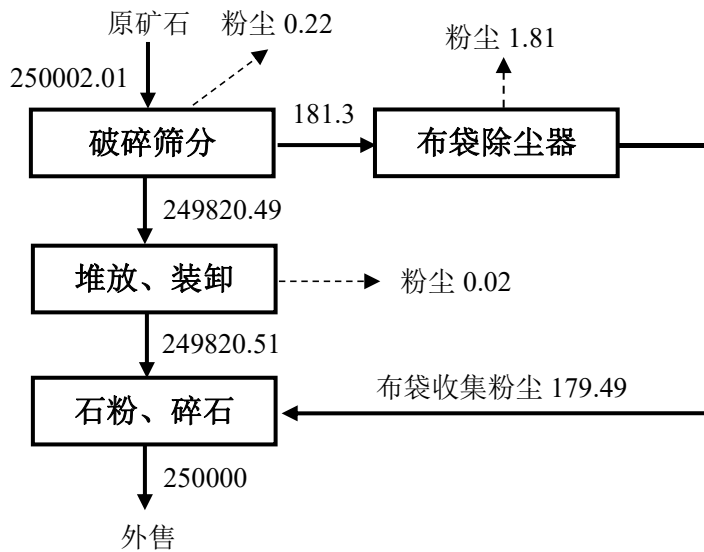 原矿石
粉尘 0.22
粉尘 1.81
250002.01
181.3
破碎筛分
布袋除尘器
249820.49
堆放、装卸
粉尘 0.02
249820.51
布袋收集粉尘 179.49
石粉、碎石
250000
外售